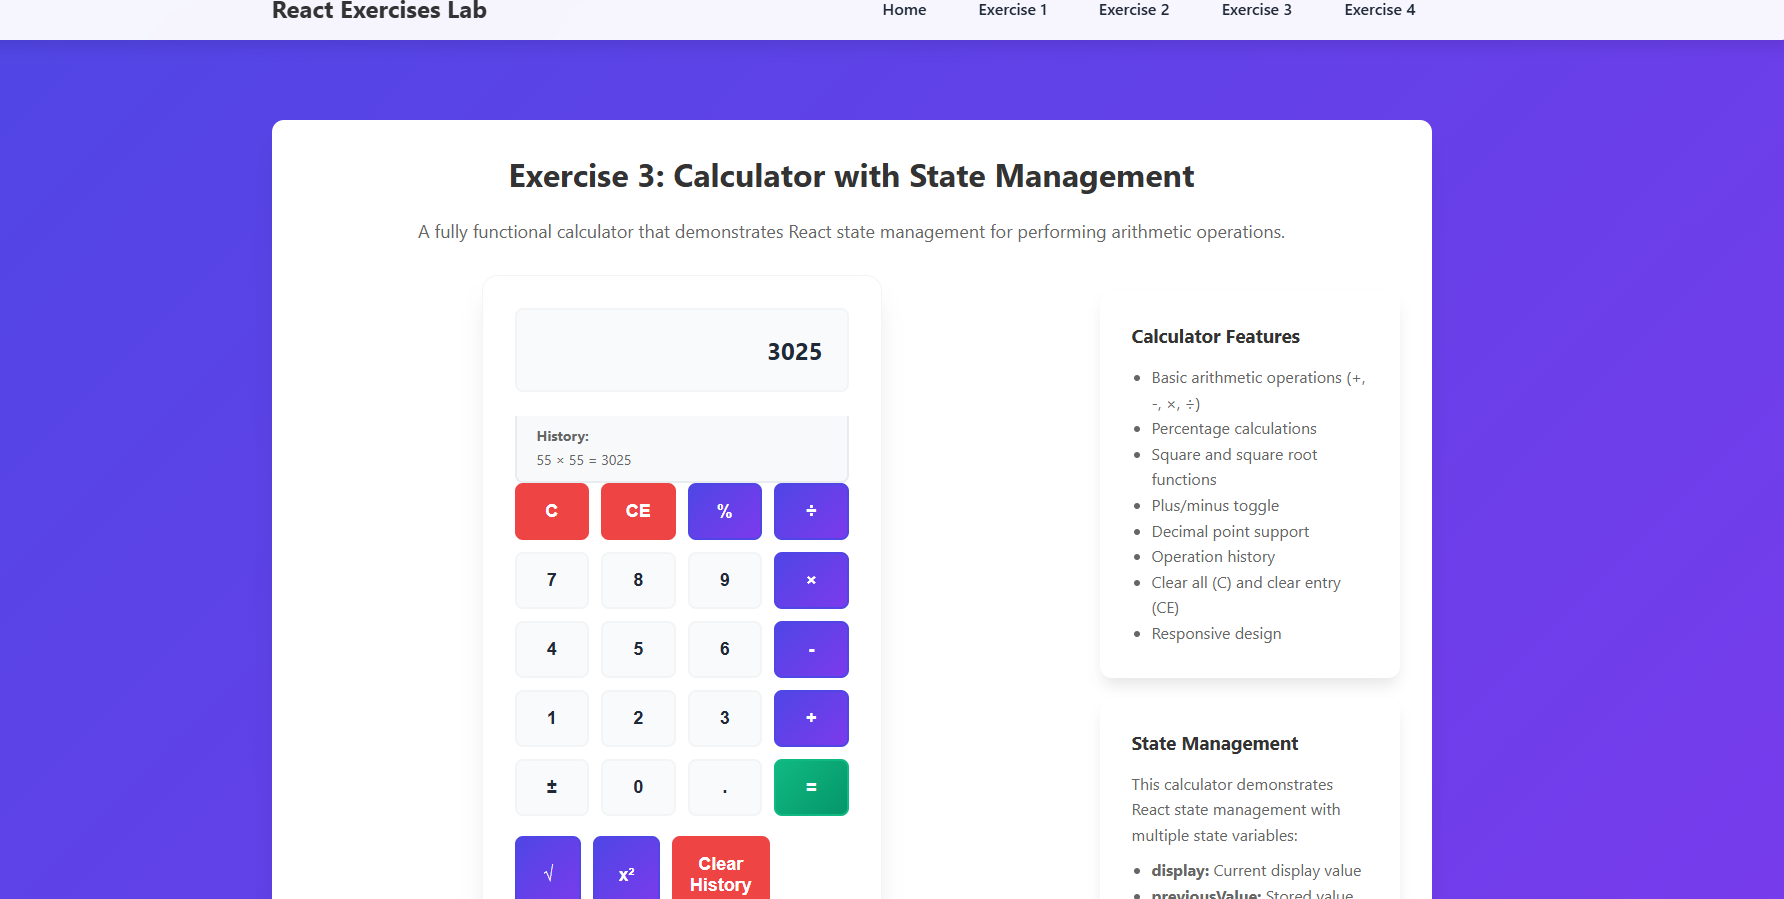 React Exercises Lab
Home Exercise 1 Exercise 2 Exercise 3 Exercise 4
Exercise 3: Calculator with State Management
A fully functional calculator that demonstrates React state management for performing arithmetic operations.
3025
History:
55 × 55 = 3025
C CE % ÷
7 8 9 ×
4 5 6 -
1 2 3 +
± 0 . =
√ x² Clear
History
Calculator Features
• Basic arithmetic operations (+,
-, ×, ÷)
• Percentage calculations
• Square and square root
functions
• Plus/minus toggle
• Decimal point support
• Operation history
• Clear all (C) and clear entry
(CE)
• Responsive design
State Management
This calculator demonstrates
React state management with
multiple state variables:
• display: Current display value
• previousValue: Stored value